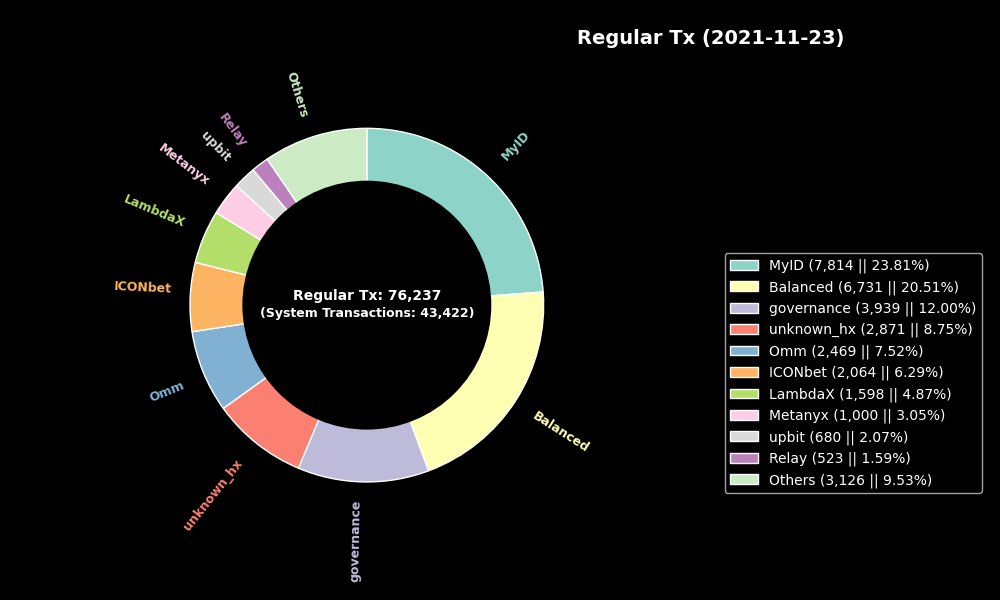 Regular Tx (2021-11-23)
Others
MyID
Relay
upbit
Metanyx
LambdaX
ICONbet
Regular Tx: 76,237
(System Transactions: 43,422)
Omm
Balanced
unknown_hx
governance
MyID (7,814 || 23.81%)
Balanced (6,731 || 20.51%)
governance (3,939 || 12.00%)
unknown_hx (2,871 || 8.75%)
Omm (2,469 || 7.52%)
ICONbet (2,064 || 6.29%)
LambdaX (1,598 || 4.87%)
Metanyx (1,000 || 3.05%)
upbit (680 || 2.07%)
Relay (523 || 1.59%)
Others (3,126 || 9.53%)